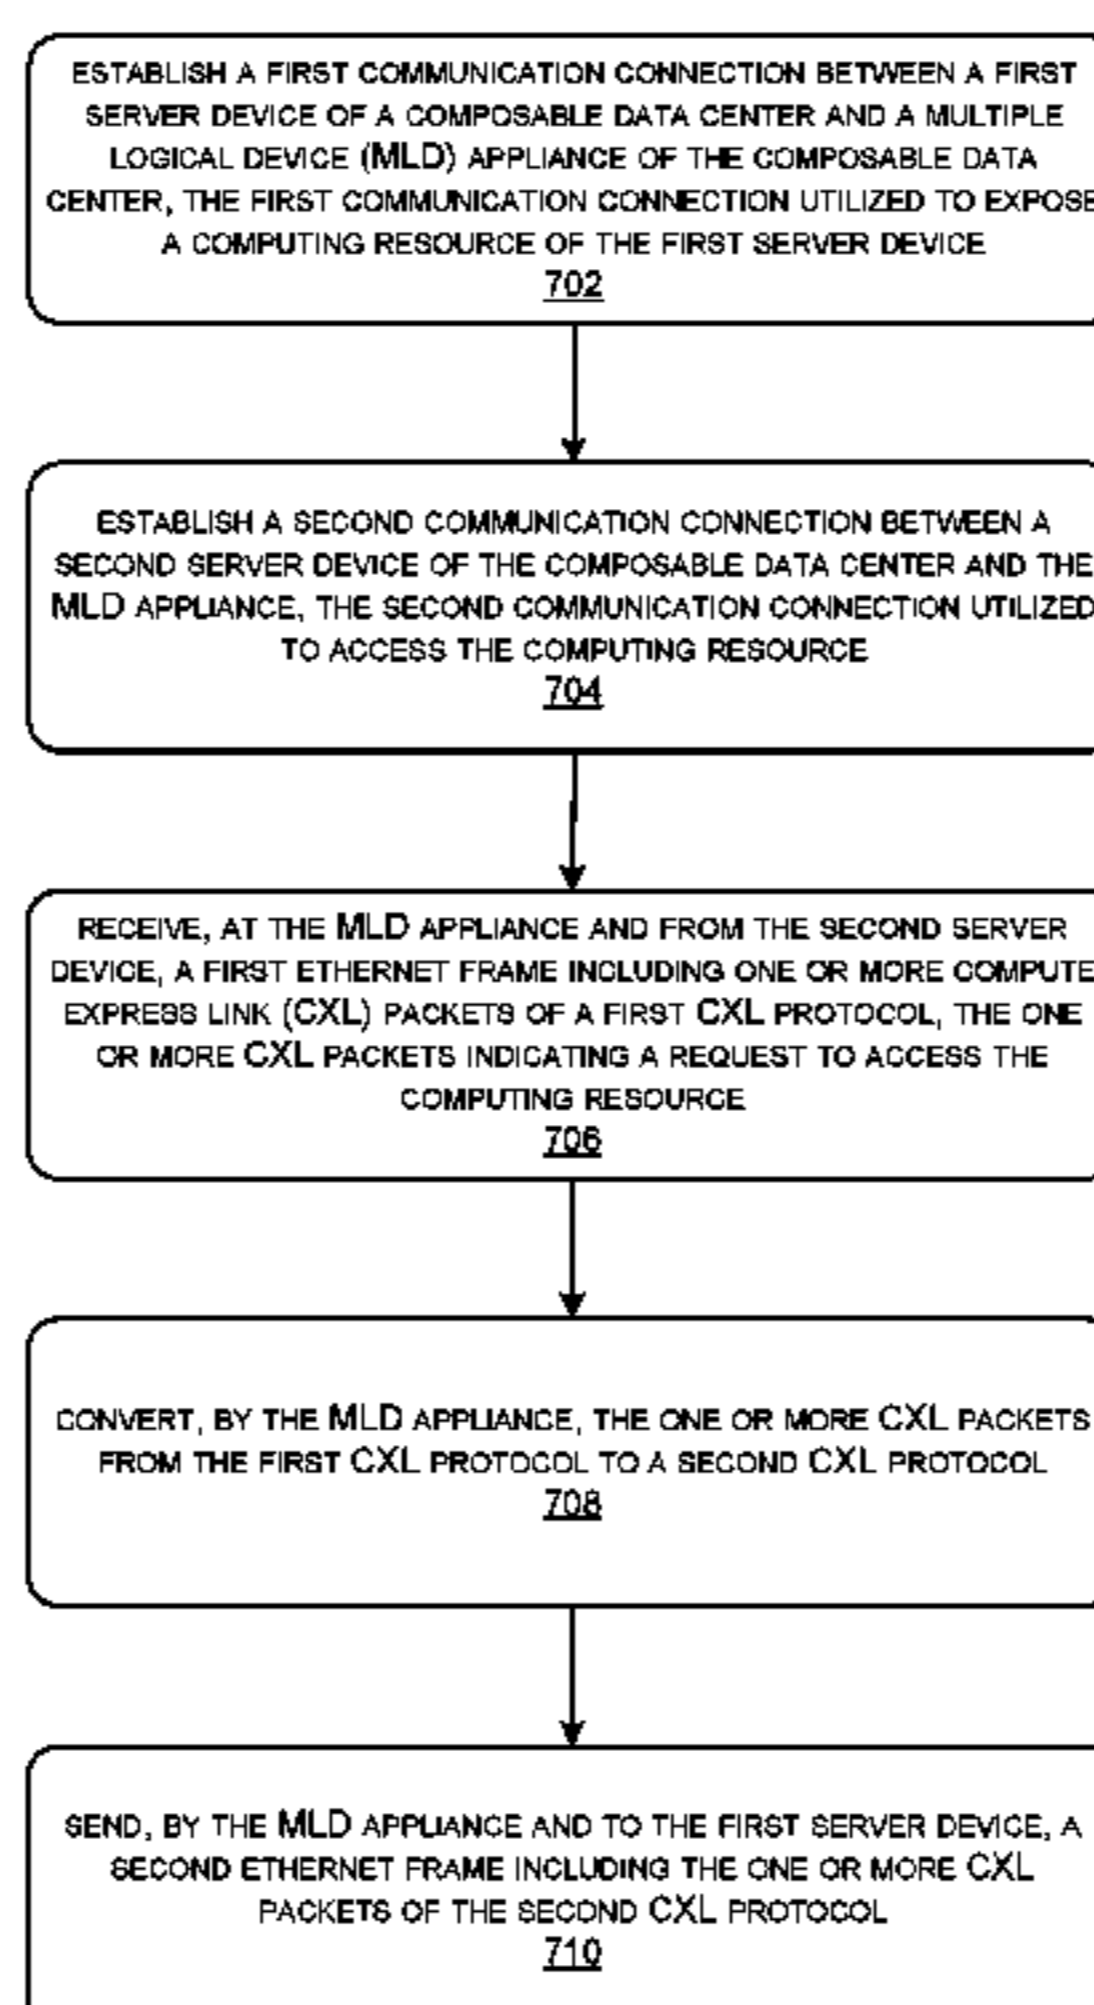 ESTABLISH A FIRST COMMUNICATION CONNECTION BETWEEN A FIRST
SERVER DEVICE OF A COMPOSABLE DATA CENTER AND A MULTIPLE
LOGICAL DEVICE (MLD) APPLIANCE OF THE COMPOSABLE DATA
CENTER, THE FIRST COMMUNICATION CONNECTION UTILIZED TO EXPOSE
A COMPUTING RESOURCE OF THE FIRST SERVER DEVICE
702
ESTABLISH A SECOND COMMUNICATION CONNECTION BETWEEN A
SECOND SERVER DEVICE OF THE COMPOSABLE DATA CENTER AND THE
MLD APPLIANCE, THE SECOND COMMUNICATION CONNECTION UTILIZED
TO ACCESS THE COMPUTING RESOURCE
704
RECEIVE, AT THE MLD APPLIANCE AND FROM THE SECOND SERVER
DEVICE, A FIRST ETHERNET FRAME INCLUDING ONE OR MORE COMPUTE
EXPRESS LINK (CXL) PACKETS OF A FIRST CXL PROTOCOL, THE ONE
OR MORE CXL PACKETS INDICATING A REQUEST TO ACCESS THE
COMPUTING RESOURCE
706
CONVERT, BY THE MLD APPLIANCE, THE ONE OR MORE CXL PACKETS
FROM THE FIRST CXL PROTOCOL TO A SECOND CXL PROTOCOL
708
SEND, BY THE MLD APPLIANCE AND TO THE FIRST SERVER DEVICE, A
SECOND ETHERNET FRAME INCLUDING THE ONE OR MORE CXL
PACKETS OF THE SECOND CXL PROTOCOL
710